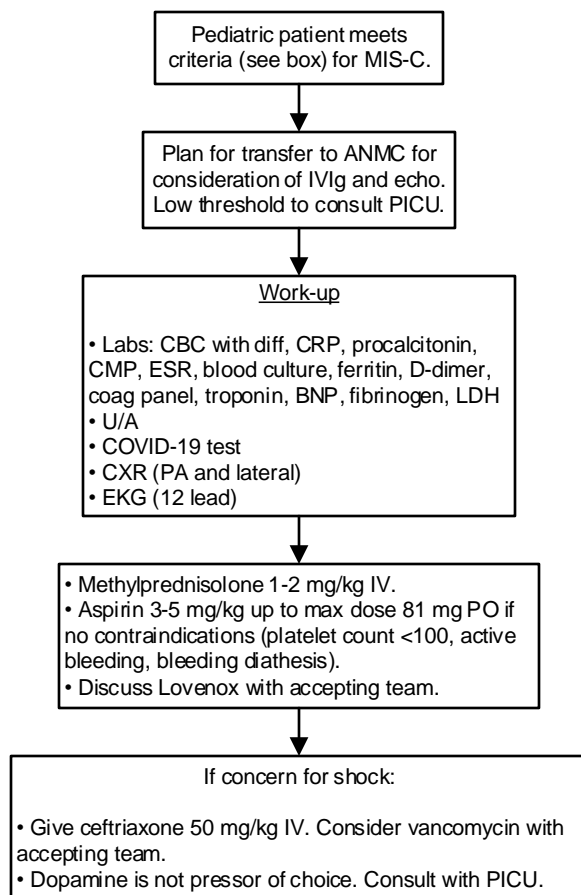 Pediatric patient meets
criteria (see box) for MIS-C.
Plan for transfer to ANMC for
consideration of IVIg and echo.
Low threshold to consult PICU.
Work-up
• Labs: CBC with diff, CRP, procalcitonin,
CMP, ESR, blood culture, ferritin, D-dimer,
coag panel, troponin, BNP, fibrinogen, LDH
• U/A
• COVID-19 test
• CXR (PA and lateral)
• EKG (12 lead)
• Methylprednisolone 1-2 mg/kg IV.
• Aspirin 3-5 mg/kg up to max dose 81 mg PO if
no contraindications (platelet count <100, active
bleeding, bleeding diathesis).
• Discuss Lovenox with accepting team.
If concern for shock:
• Give ceftriaxone 50 mg/kg IV. Consider vancomycin with
accepting team.
• Dopamine is not pressor of choice. Consult with PICU.